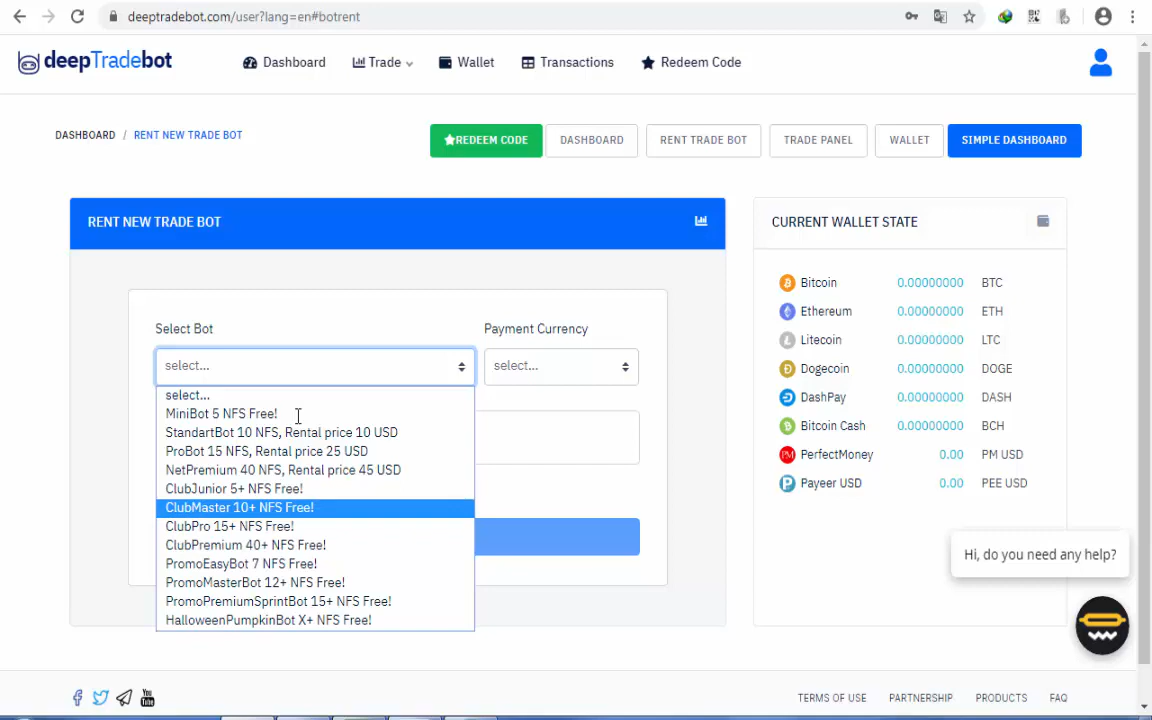 deeptradebot.com/user?lang=en#botrent
deepTradebot
Dashboard
Trade
Wallet
Transactions
Redeem Code
DASHBOARD / RENT NEW TRADE BOT
REDEEM CODE
DASHBOARD
RENT TRADE BOT
TRADE PANEL
WALLET
SIMPLE DASHBOARD
RENT NEW TRADE BOT
Select Bot
Payment Currency
select...
select...
select...
MiniBot 5 NFS Free!
StandartBot 10 NFS, Rental price 10 USD
ProBot 15 NFS, Rental price 25 USD
NetPremium 40 NFS, Rental price 45 USD
ClubJunior 5+ NFS Free!
ClubMaster 10+ NFS Free!
ClubPro 15+ NFS Free!
ClubPremium 40+ NFS Free!
PromoEasyBot 7 NFS Free!
PromoMasterBot 12+ NFS Free!
PromoPremiumSprintBot 15+ NFS Free!
HalloweenPumpkinBot X+ NFS Free!
CURRENT WALLET STATE
Bitcoin 0.00000000 BTC
Ethereum 0.00000000 ETH
Litecoin 0.00000000 LTC
Dogecoin 0.00000000 DOGE
DashPay 0.00000000 DASH
Bitcoin Cash 0.00000000 BCH
PerfectMoney 0.00 PM USD
Payeer USD 0.00 PEE USD
Hi, do you need any help?
TERMS OF USE
PARTNERSHIP
PRODUCTS
FAQ